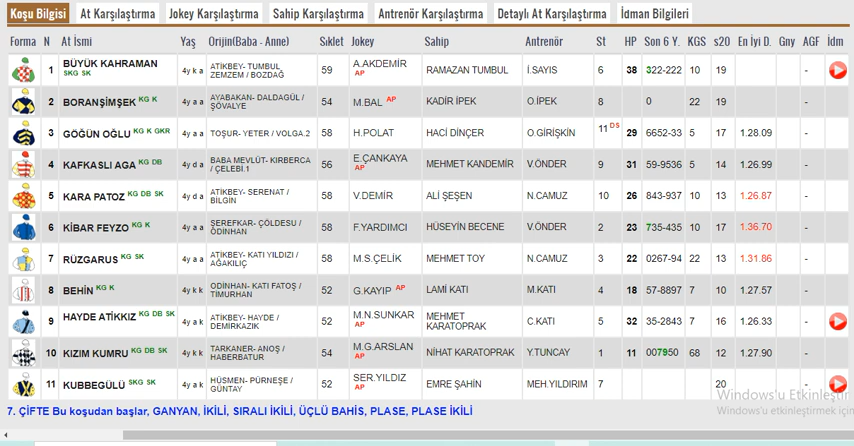 Koşu Bilgisi At Karşılaştırma Jokey Karşılaştırma Sahip Karşılaştırma Antrenör Karşılaştırma Detaylı At Karşılaştırma İdman Bilgileri
Forma N At İsmi Yaş Orijin(Baba - Anne) Sıklet Jokey Sahip Antrenör St HP Son 6 Y. KGS s20 En İyi D. Gny AGF İdm
1 BÜYÜK KAHRAMAN SKG SK 4y k a ATİKBEY- TUMBUL ZEMZEM / BOZDAĞ 59 A.AKDEMİR AP RAMAZAN TUMBUL İ.SAYIS 6 38 322-222 10 19 -
2 BORANŞİMŞEK KG K 4y a a AYABAKAN- DALDAGÜL / ŞÖVALYE 54 M.BAL AP KADİR İPEK O.İPEK 8 0 22 19 -
3 GÖĞÜN OĞLU KG K GKR 4y a a TOŞUR- YETER / VOLGA.2 58 H.POLAT HACİ DİNÇER O.GİRİŞKİN 11 DS 29 6652-33 5 17 1.28.09 -
4 KAFKASLI AGA KG DB 4y d a BABA MEVLÜT- KIRBERCA / ÇELEBİ.1 56 E.ÇANKAYA AP MEHMET KANDEMİR V.ÖNDER 9 31 59-9536 5 14 1.26.99 -
5 KARA PATOZ KG DB SK 4y d a ATİKBEY- SERENAT / BİLGİN 58 V.DEMİR ALİ ŞEŞEN N.CAMUZ 10 26 843-937 10 13 1.26.87 -
6 KİBAR FEYZO KG K 4y a a ŞEREFKAR- ÇÖLDESU / ODİNHAN 58 F.YARDIMCI HÜSEYİN BECENE V.ÖNDER 2 23 735-435 10 17 1.36.70 -
7 RÜZGARUS KG SK 4y a a ATİKBEY- KATI YILDIZI / AĞAKILIÇ 58 M.S.ÇELİK MEHMET TOY N.CAMUZ 3 22 0267-94 22 13 1.31.86 -
8 BEHİN KG K 4y k k ODİNHAN- KATI FATOŞ / TİMURHAN 52 G.KAYIP AP LAMİ KATI M.KATI 4 18 57-8897 7 10 1.27.57 -
9 HAYDE ATİKKIZ KG DB SK 4y a k ATİKBEY- HAYDE / DEMİRKAZIK 52 M.N.SUNKAR AP MEHMET KARATOPRAK C.KATI 5 32 35-2843 7 16 1.26.33 -
10 KIZIM KUMRU KG DB SK 4y k k TARKANER- ANOŞ / HABERBATUR 54 M.G.ARSLAN AP NİHAT KARATOPRAK Y.TUNCAY 1 11 007950 68 12 1.27.90 -
11 KUBBEGÜLÜ SKG SK 4y k k HÜSMEN- PÜRNEŞE / GÜNTAY 52 SER.YILDIZ AP EMRE ŞAHİN MEH.YILDIRIM 7 20 -
Windows'u Etkinleştir
Windows'u etkinleştirmek için
7. ÇİFTE Bu koşudan başlar, GANYAN, İKİLİ, SIRALI İKİLİ, ÜÇLÜ BAHİS, PLASE, PLASE İKİLİ